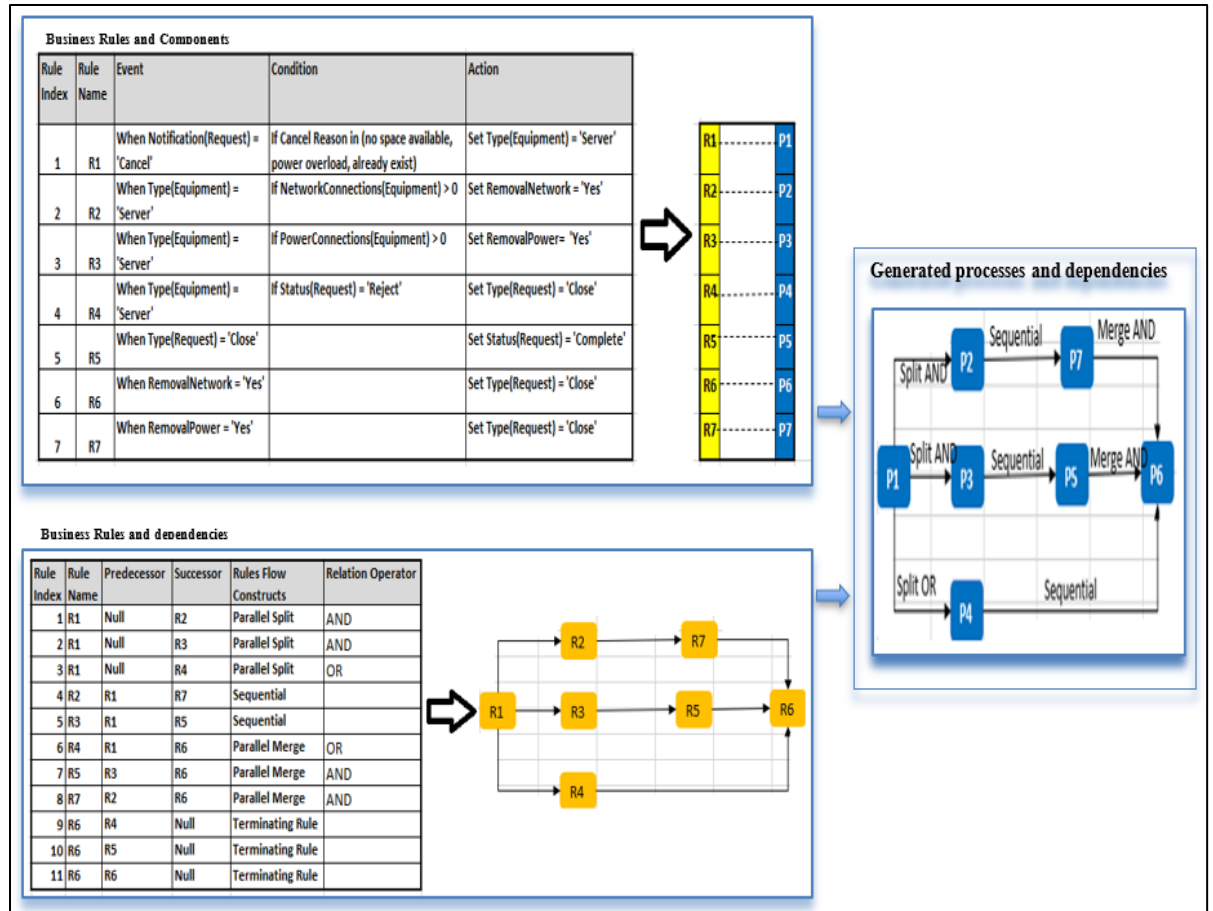 Business Rules and Components
Rule Index Rule Name Event Condition Action
1 R1 When Notification(Request) = 'Cancel' If Cancel Reason in (no space available, power overload, already exist) Set Type(Equipment) = 'Server'
2 R2 When Type(Equipment) = 'Server' If NetworkConnections(Equipment) > 0 Set RemovalNetwork = 'Yes'
3 R3 When Type(Equipment) = 'Server' If PowerConnections(Equipment) > 0 Set RemovalPower= 'Yes'
4 R4 When Type(Equipment) = 'Server' If Status(Request) = 'Reject' Set Type(Request) = 'Close'
5 R5 When Type(Request) = 'Close' Set Status(Request) = 'Complete'
6 R6 When RemovalNetwork = 'Yes' Set Type(Request) = 'Close'
7 R7 When RemovalPower = 'Yes' Set Type(Request) = 'Close'
R1 P1
R2 P2
R3 P3
R4 P4
R5 P5
R6 P6
R7 P7
Business Rules and dependencies
Rule Index Rule Name Predecessor Successor Rules Flow Constructs Relation Operator
1 R1 Null R2 Parallel Split AND
2 R1 Null R3 Parallel Split AND
3 R1 Null R4 Parallel Split OR
4 R2 R1 R7 Sequential
5 R3 R1 R5 Sequential
6 R4 R1 R6 Parallel Merge OR
7 R5 R3 R6 Parallel Merge AND
8 R7 R2 R6 Parallel Merge AND
9 R6 R4 Null Terminating Rule
10 R6 R5 Null Terminating Rule
11 R6 R6 Null Terminating Rule
R2 R7
R1 R3 R5 R6
R4
Generated processes and dependencies
Split AND P2 Sequential P7 Merge AND
P1 Split AND P3 Sequential P5 Merge AND P6
Split OR P4 Sequential